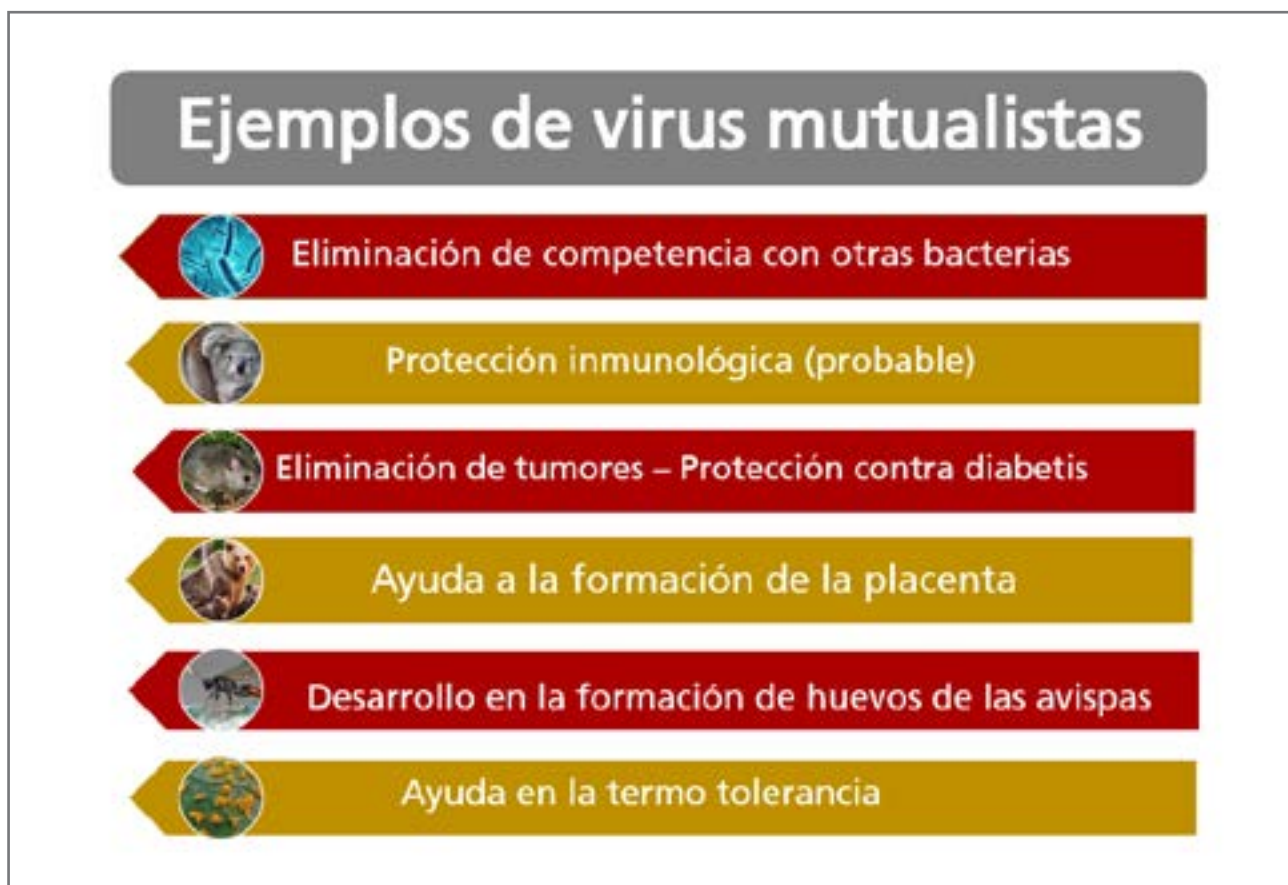 Ejemplos de virus mutualistas
Eliminación de competencia con otras bacterias
Protección inmunológica (probable)
Eliminación de tumores – Protección contra diabetis
Ayuda a la formación de la placenta
Desarrollo en la formación de huevos de las avispas
Ayuda en la termo tolerancia